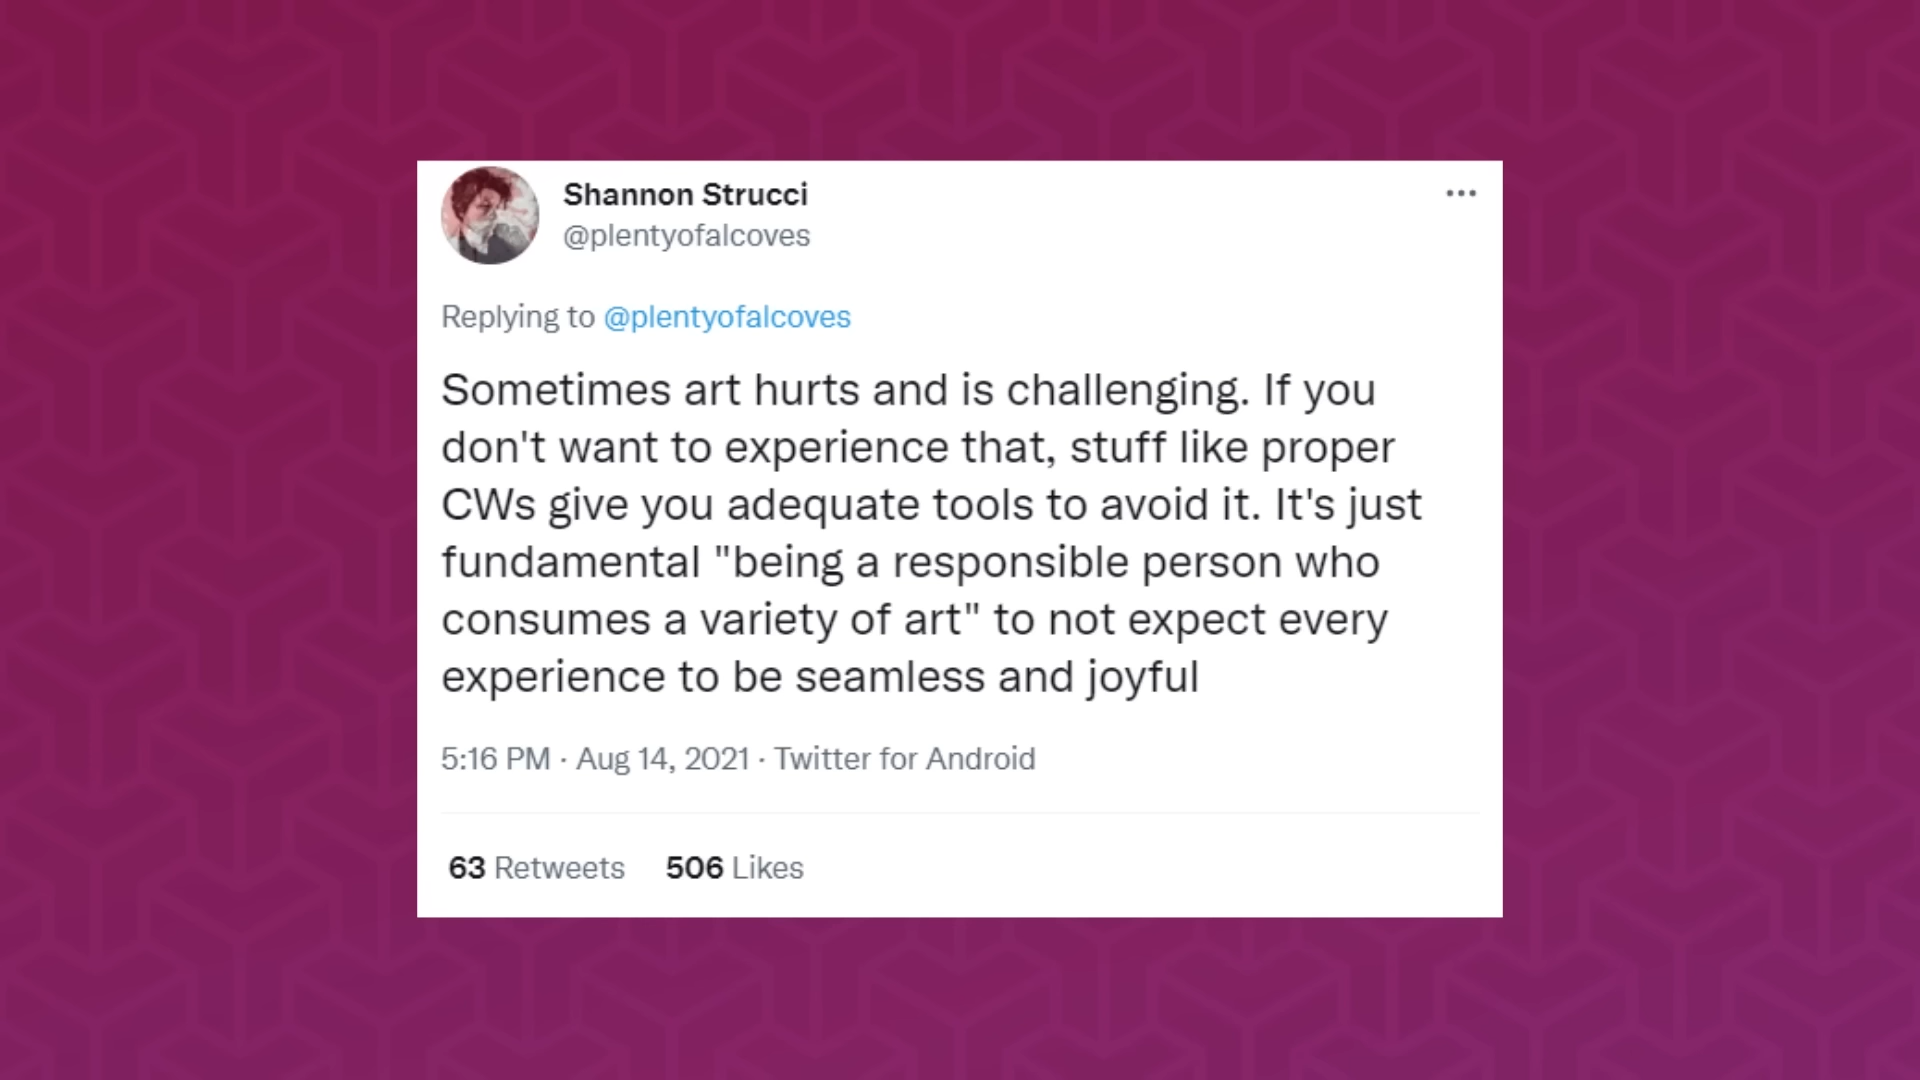 Shannon Strucci
@plentyofalcoves
Replying to @plentyofalcoves
Sometimes art hurts and is challenging. If you
don't want to experience that, stuff like proper
CWs give you adequate tools to avoid it. It's just
fundamental "being a responsible person who
consumes a variety of art" to not expect every
experience to be seamless and joyful
5:16 PM · Aug 14, 2021 · Twitter for Android
63 Retweets 506 Likes